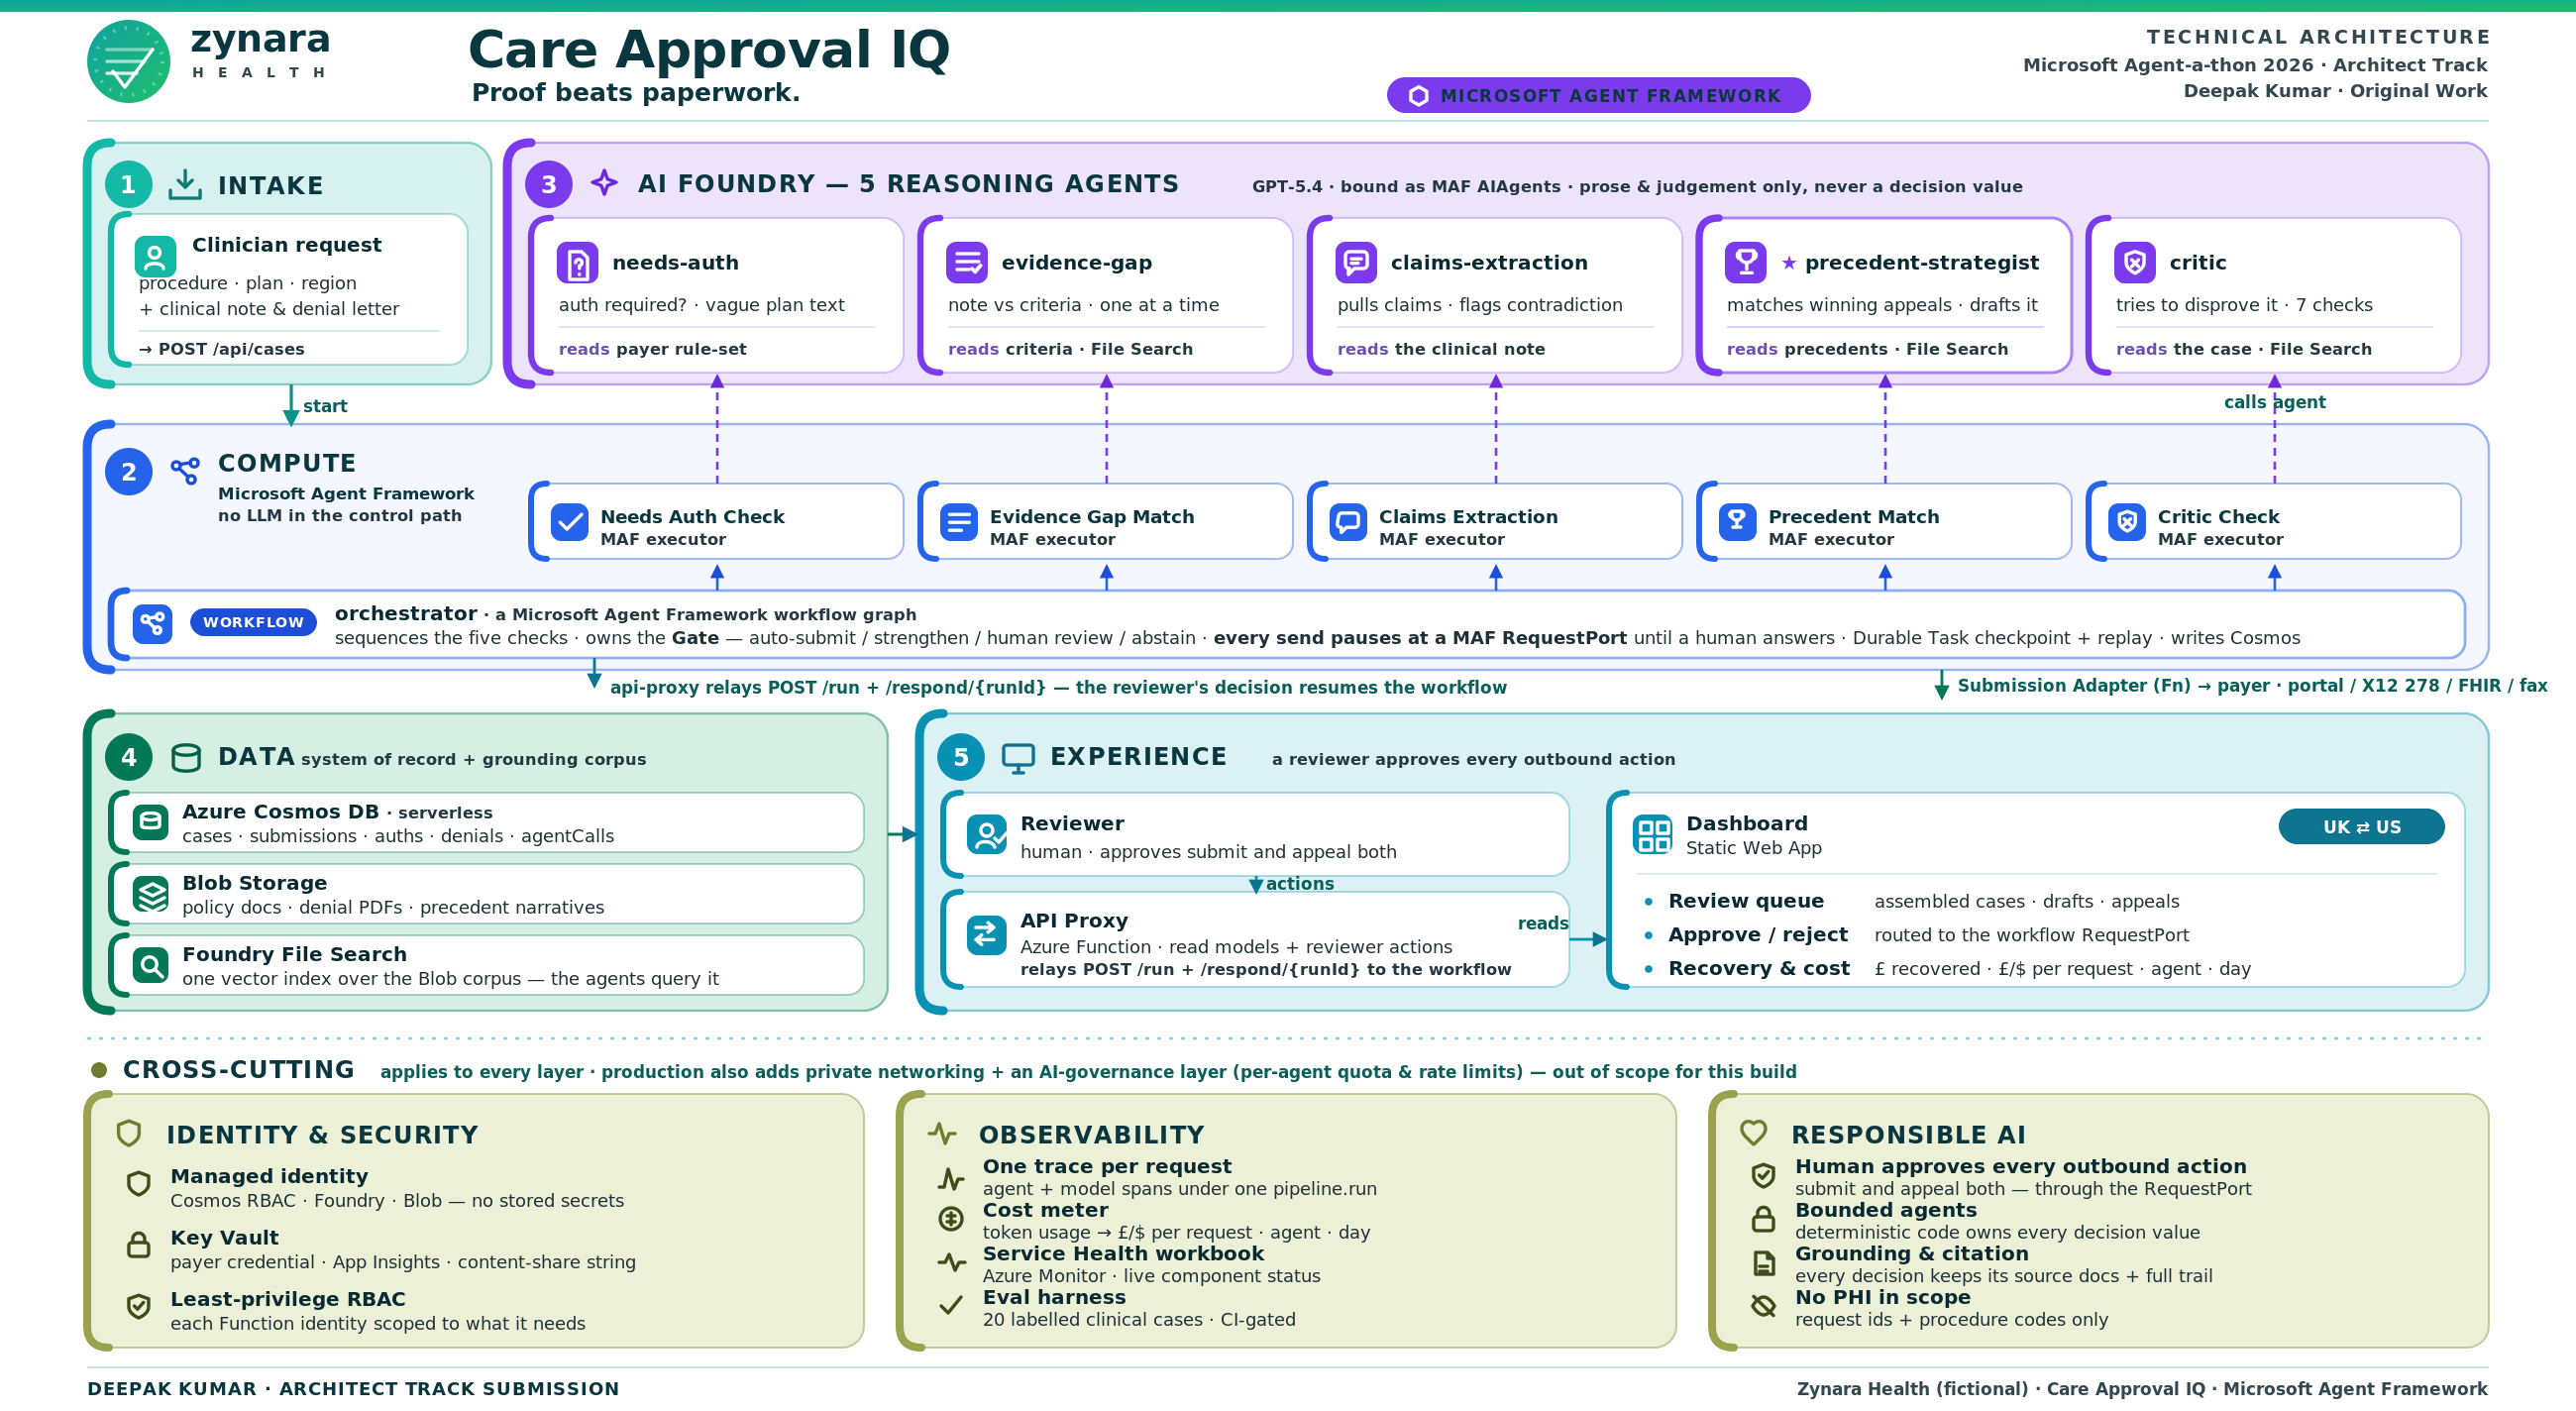 zynara
HEALTH
Care Approval IQ
Proof beats paperwork.
MICROSOFT AGENT FRAMEWORK
TECHNICAL ARCHITECTURE
Microsoft Agent-a-thon 2026 · Architect Track
Deepak Kumar · Original Work
1 INTAKE
Clinician request
procedure · plan · region
+ clinical note & denial letter
→ POST /api/cases
3 AI FOUNDRY — 5 REASONING AGENTS GPT-5.4 · bound as MAF AIAgents · prose & judgement only, never a decision value
needs-auth
auth required? · vague plan text
reads payer rule-set
evidence-gap
note vs criteria · one at a time
reads criteria · File Search
claims-extraction
pulls claims · flags contradiction
reads the clinical note
★ precedent-strategist
matches winning appeals · drafts it
reads precedents · File Search
critic
tries to disprove it · 7 checks
reads the case · File Search
start
calls agent
2 COMPUTE
Microsoft Agent Framework
no LLM in the control path
Needs Auth Check
MAF executor
Evidence Gap Match
MAF executor
Claims Extraction
MAF executor
Precedent Match
MAF executor
Critic Check
MAF executor
WORKFLOW
orchestrator · a Microsoft Agent Framework workflow graph
sequences the five checks · owns the Gate — auto-submit / strengthen / human review / abstain · every send pauses at a MAF RequestPort until a human answers · Durable Task checkpoint + replay · writes Cosmos
api-proxy relays POST /run + /respond/{runId} — the reviewer's decision resumes the workflow
Submission Adapter (Fn) → payer · portal / X12 278 / FHIR / fax
4 DATA system of record + grounding corpus
Azure Cosmos DB · serverless
cases · submissions · auths · denials · agentCalls
Blob Storage
policy docs · denial PDFs · precedent narratives
Foundry File Search
one vector index over the Blob corpus — the agents query it
5 EXPERIENCE a reviewer approves every outbound action
Reviewer
human · approves submit and appeal both
actions
API Proxy
Azure Function · read models + reviewer actions
relays POST /run + /respond/{runId} to the workflow
reads
Dashboard
Static Web App
UK ⇄ US
• Review queue assembled cases · drafts · appeals
• Approve / reject routed to the workflow RequestPort
• Recovery & cost £ recovered · £/$ per request · agent · day
CROSS-CUTTING applies to every layer · production also adds private networking + an AI-governance layer (per-agent quota & rate limits) — out of scope for this build
IDENTITY & SECURITY
Managed identity
Cosmos RBAC · Foundry · Blob — no stored secrets
Key Vault
payer credential · App Insights · content-share string
Least-privilege RBAC
each Function identity scoped to what it needs
OBSERVABILITY
One trace per request
agent + model spans under one pipeline.run
Cost meter
token usage → £/$ per request · agent · day
Service Health workbook
Azure Monitor · live component status
Eval harness
20 labelled clinical cases · CI-gated
RESPONSIBLE AI
Human approves every outbound action
submit and appeal both — through the RequestPort
Bounded agents
deterministic code owns every decision value
Grounding & citation
every decision keeps its source docs + full trail
No PHI in scope
request ids + procedure codes only
DEEPAK KUMAR · ARCHITECT TRACK SUBMISSION
Zynara Health (fictional) · Care Approval IQ · Microsoft Agent Framework